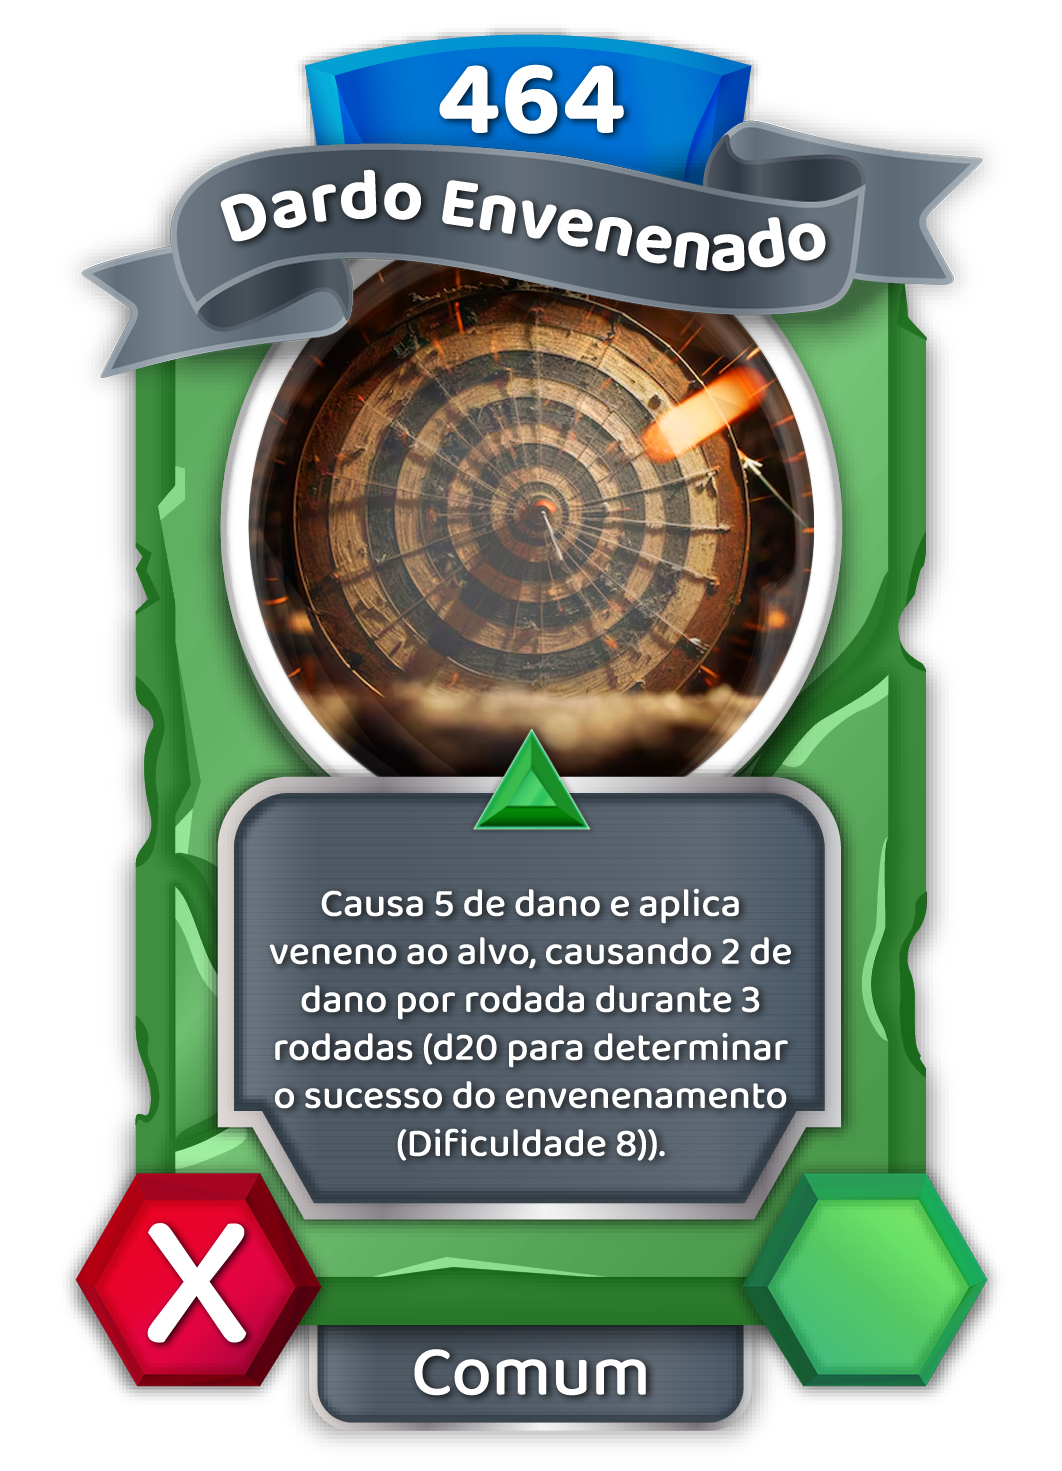 464
Dardo Envenenado
Causa 5 de dano e aplica
veneno ao alvo, causando 2 de
dano por rodada durante 3
rodadas (d20 para determinar
o sucesso do envenenamento
(Dificuldade 8)).
X
Comum